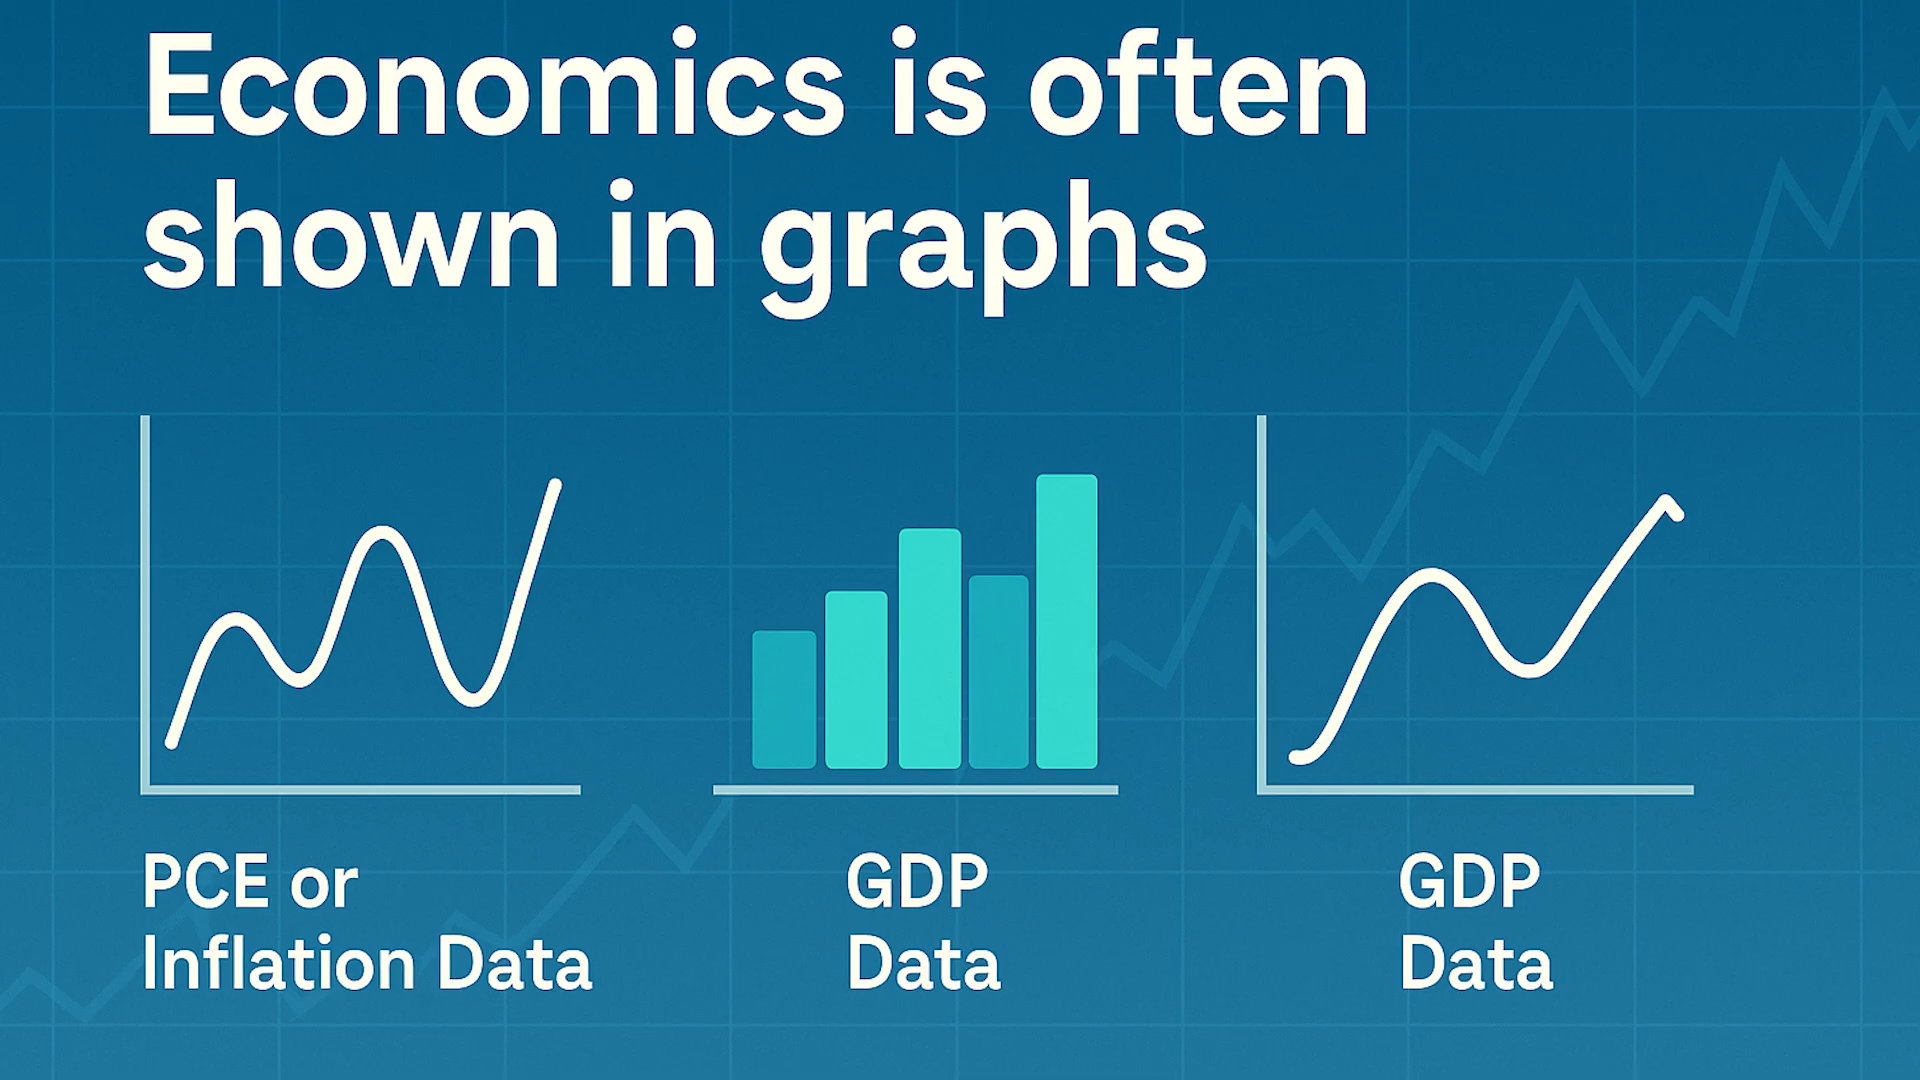 Economics is often
shown in graphs
PCE or
Inflation Data
GDP
Data
GDP
Data